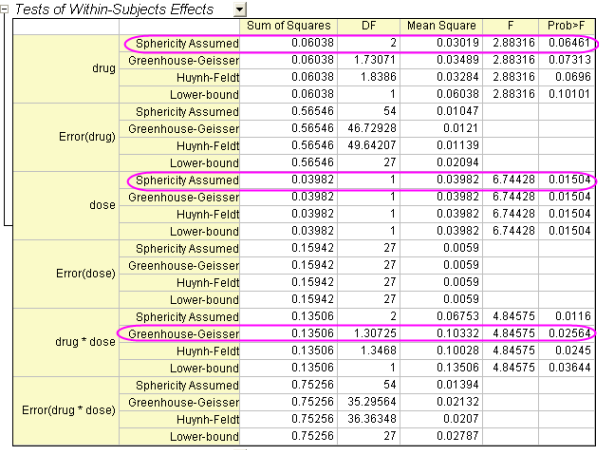 Tests of Within-Subjects Effects
Sum of Squares DF Mean Square F Prob>F
drug
Sphericity Assumed 0.06038 2 0.03019 2.88316 0.06461
Greenhouse-Geisser 0.06038 1.73071 0.03489 2.88316 0.07313
Huynh-Feldt 0.06038 1.8386 0.03284 2.88316 0.0696
Lower-bound 0.06038 1 0.06038 2.88316 0.10101
Error(drug)
Sphericity Assumed 0.56546 54 0.01047
Greenhouse-Geisser 0.56546 46.72928 0.0121
Huynh-Feldt 0.56546 49.64207 0.01139
Lower-bound 0.56546 27 0.02094
dose
Sphericity Assumed 0.03982 1 0.03982 6.74428 0.01504
Greenhouse-Geisser 0.03982 1 0.03982 6.74428 0.01504
Huynh-Feldt 0.03982 1 0.03982 6.74428 0.01504
Lower-bound 0.03982 1 0.03982 6.74428 0.01504
Error(dose)
Sphericity Assumed 0.15942 27 0.0059
Greenhouse-Geisser 0.15942 27 0.0059
Huynh-Feldt 0.15942 27 0.0059
Lower-bound 0.15942 27 0.0059
drug * dose
Sphericity Assumed 0.13506 2 0.06753 4.84575 0.0116
Greenhouse-Geisser 0.13506 1.30725 0.10332 4.84575 0.02564
Huynh-Feldt 0.13506 1.3468 0.10028 4.84575 0.0245
Lower-bound 0.13506 1 0.13506 4.84575 0.03644
Error(drug * dose)
Sphericity Assumed 0.75256 54 0.01394
Greenhouse-Geisser 0.75256 35.29564 0.02132
Huynh-Feldt 0.75256 36.36348 0.0207
Lower-bound 0.75256 27 0.02787